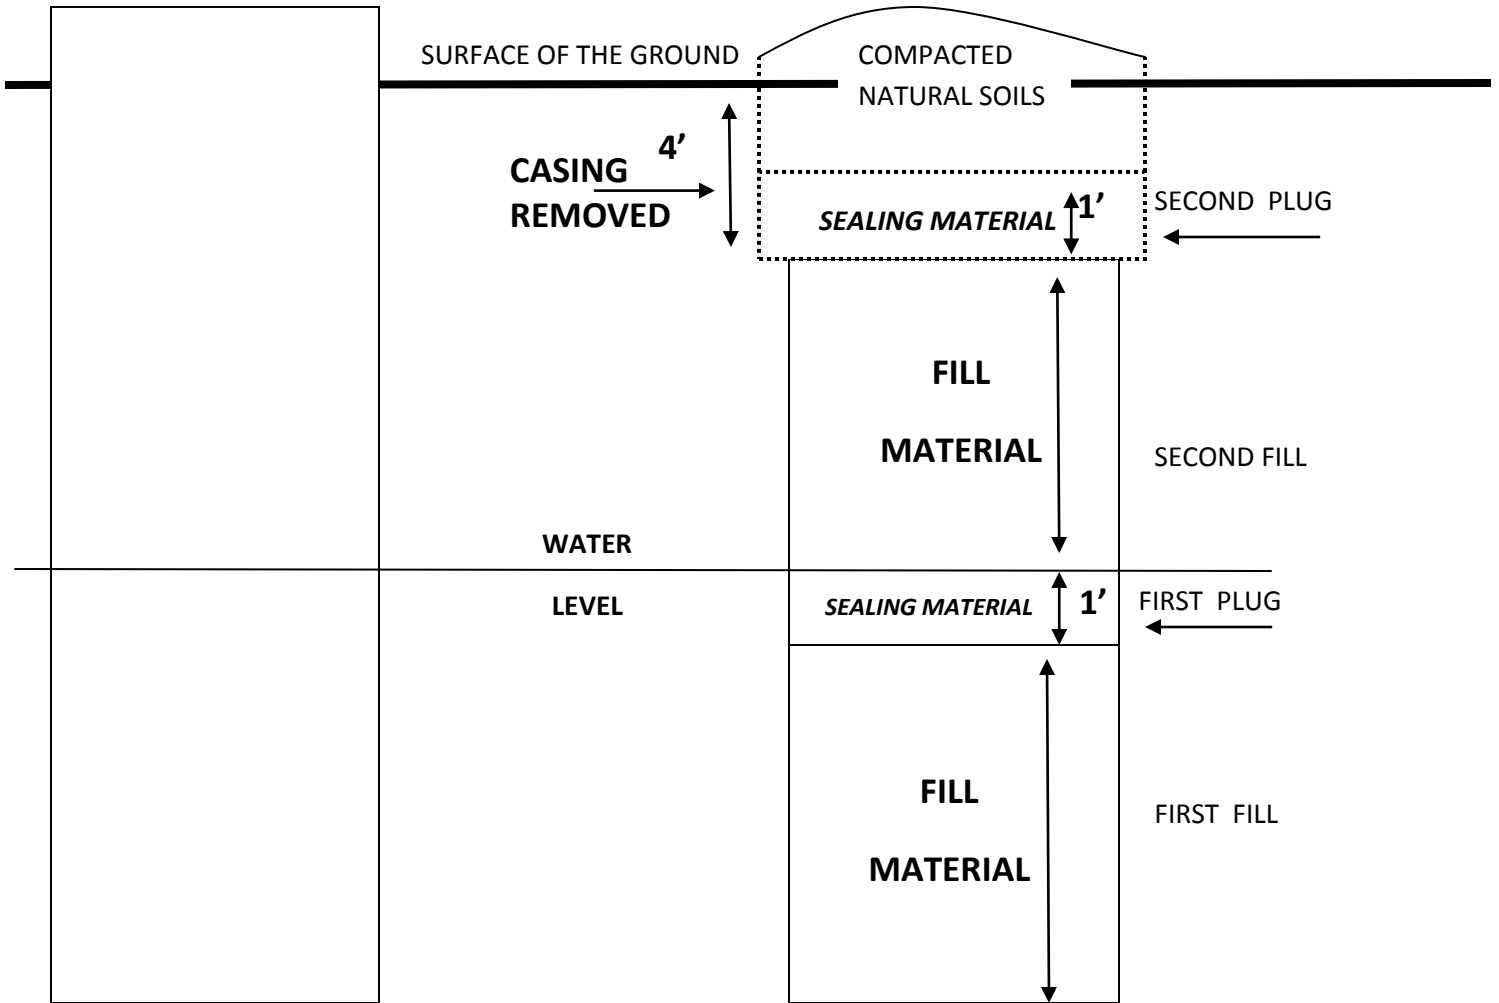 SURFACE OF THE GROUND
COMPACTED
NATURAL SOILS
4’
CASING
REMOVED
SEALING MATERIAL
1’
SECOND PLUG
FILL
MATERIAL
SECOND FILL
WATER
LEVEL
SEALING MATERIAL
1’
FIRST PLUG
FILL
MATERIAL
FIRST FILL